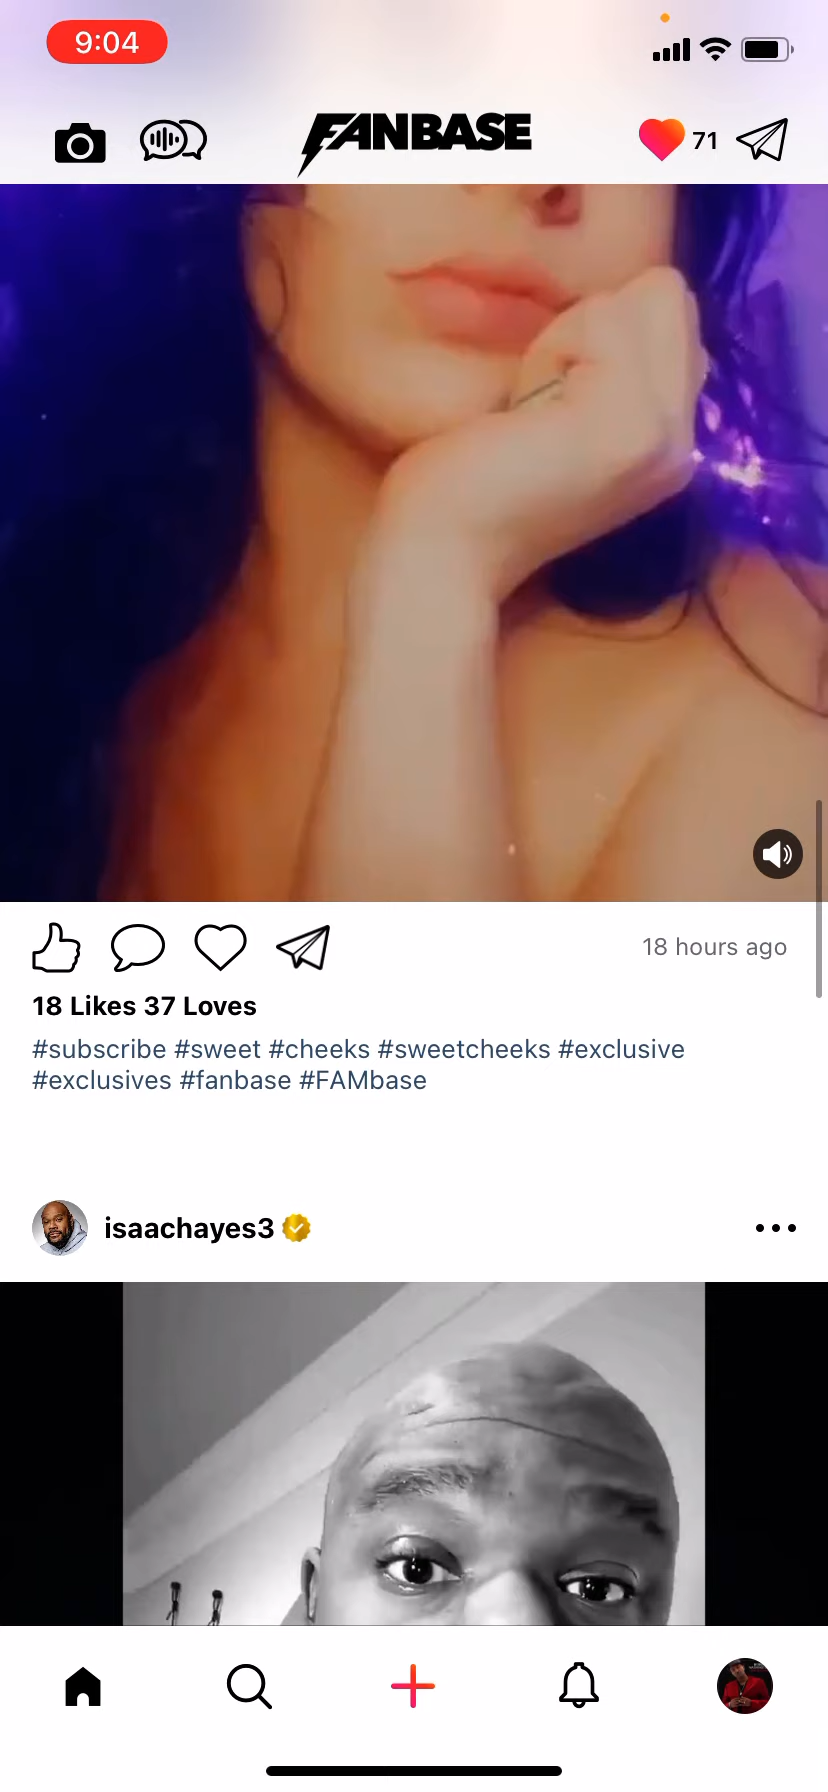 9:04
FANBASE
71
18 hours ago
18 Likes 37 Loves
#subscribe #sweet #cheeks #sweetcheeks #exclusive
#exclusives #fanbase #FAMbase
isaachayes3